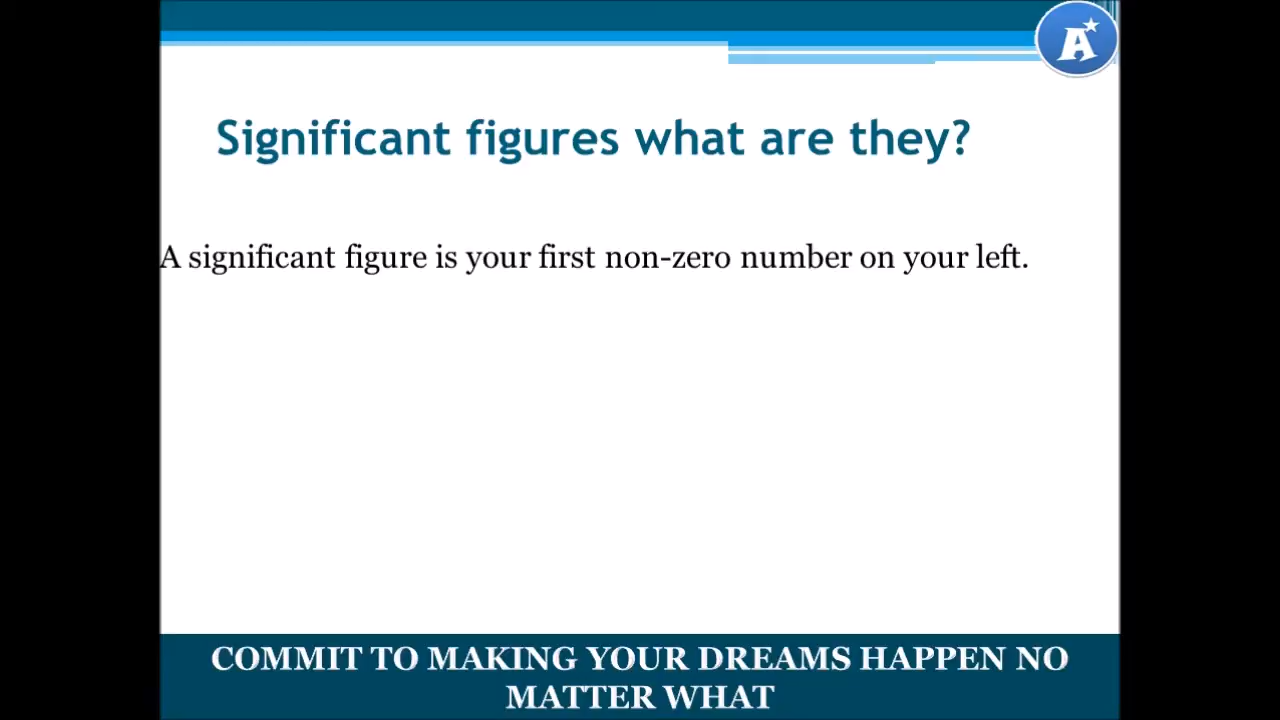 A
Significant figures what are they?
A significant figure is your first non-zero number on your left.
COMMIT TO MAKING YOUR DREAMS HAPPEN NO
MATTER WHAT